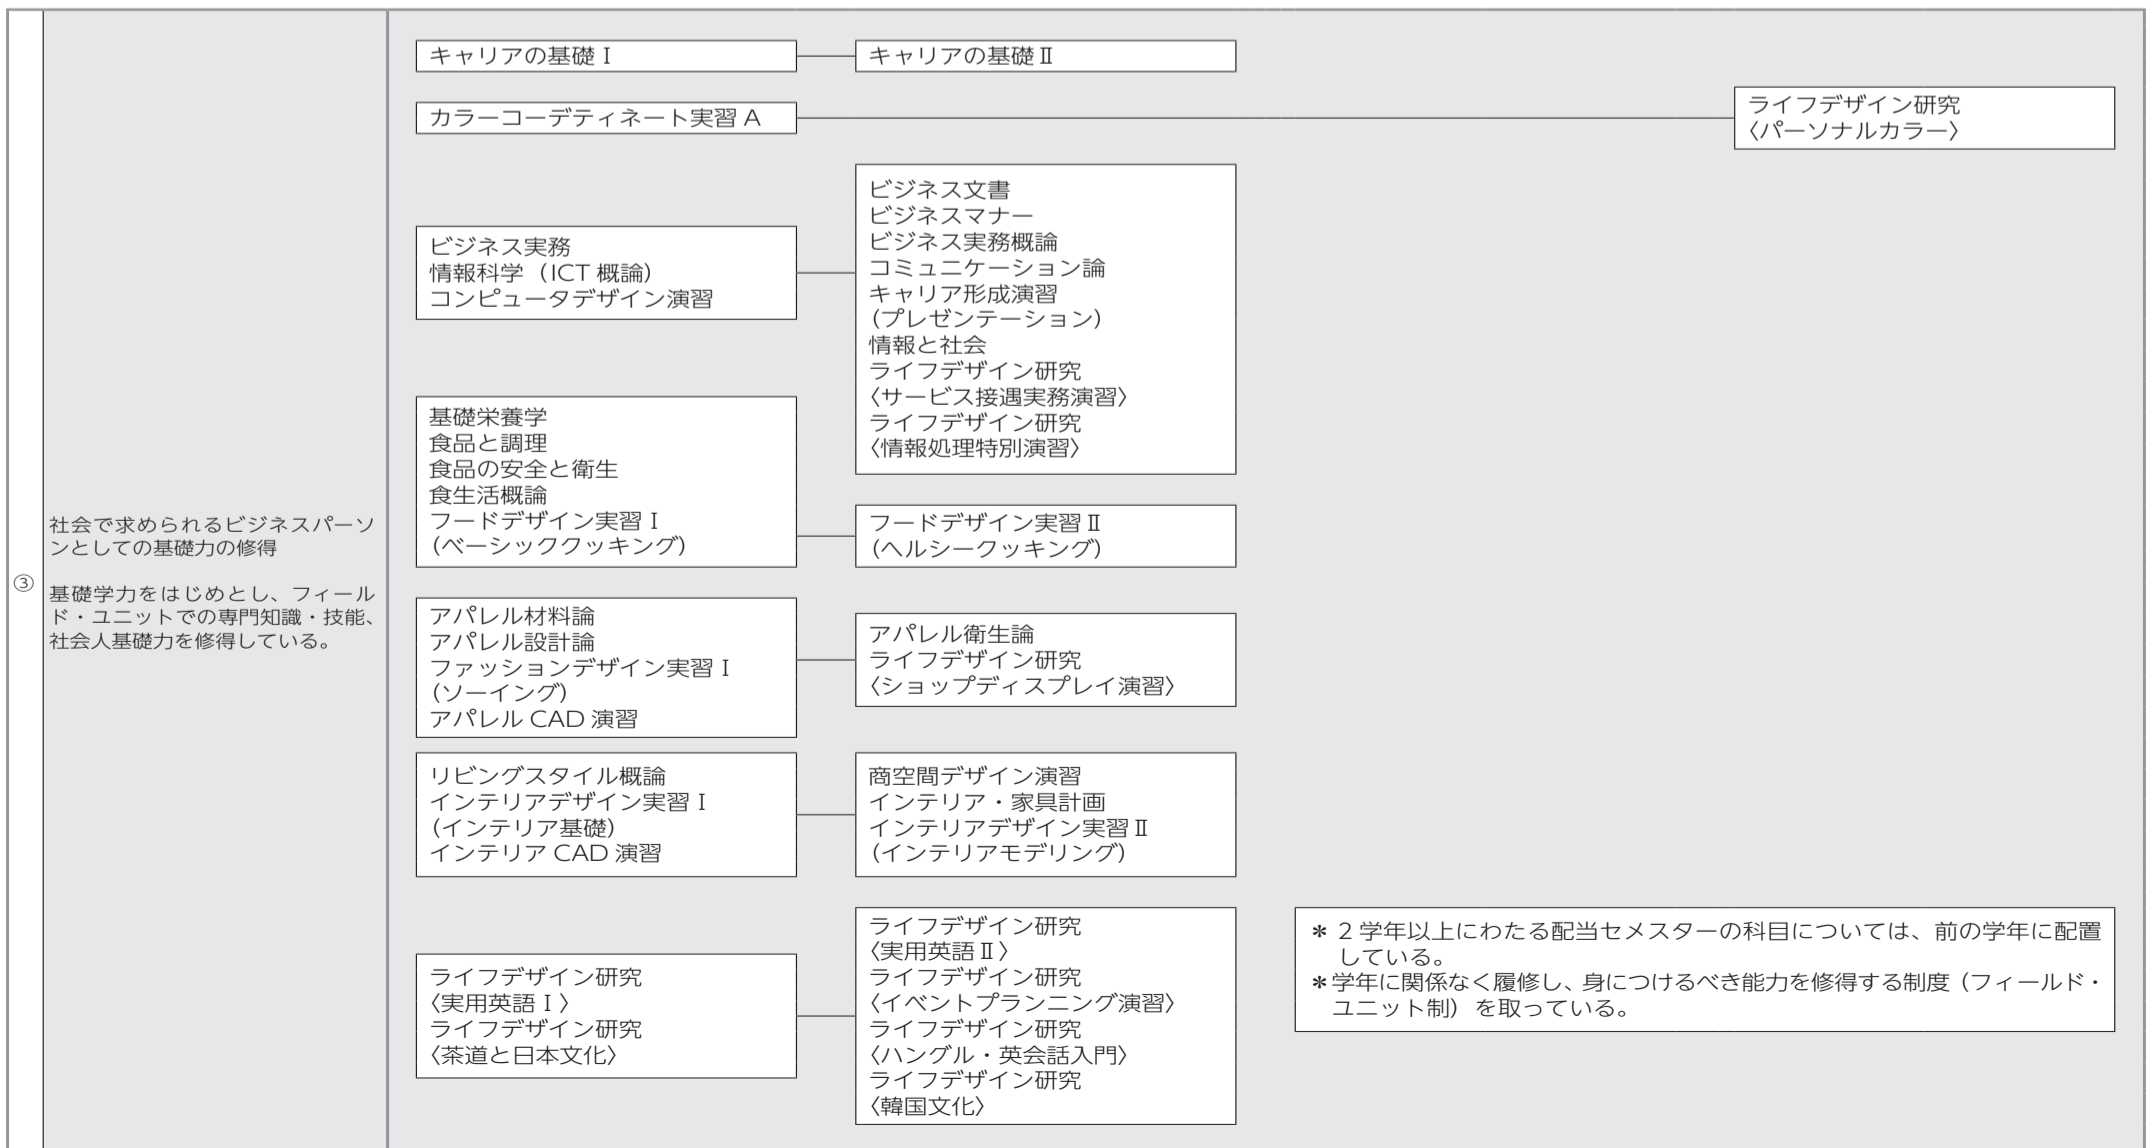 ③
社会で求められるビジネスパーソ
ンとしての基礎力の修得
基礎学力をはじめとし、フィール
ド・ユニットでの専門知識・技能、
社会人基礎力を修得している。
キャリアの基礎Ⅰ
キャリアの基礎Ⅱ
カラーコーデティネート実習 A
ライフデザイン研究
〈パーソナルカラー〉
ビジネス実務
情報科学（ICT 概論）
コンピュータデザイン演習
ビジネス文書
ビジネスマナー
ビジネス実務概論
コミュニケーション論
キャリア形成演習
（プレゼンテーション）
情報と社会
ライフデザイン研究
〈サービス接遇実務演習〉
ライフデザイン研究
〈情報処理特別演習〉
基礎栄養学
食品と調理
食品の安全と衛生
食生活概論
フードデザイン実習Ⅰ
（ベーシッククッキング）
フードデザイン実習Ⅱ
（ヘルシークッキング）
アパレル材料論
アパレル設計論
ファッションデザイン実習Ⅰ
（ソーイング）
アパレル CAD 演習
アパレル衛生論
ライフデザイン研究
〈ショップディスプレイ演習〉
リビングスタイル概論
インテリアデザイン実習Ⅰ
（インテリア基礎）
インテリア CAD 演習
商空間デザイン演習
インテリア・家具計画
インテリアデザイン実習Ⅱ
（インテリアモデリング）
ライフデザイン研究
〈実用英語Ⅰ〉
ライフデザイン研究
〈茶道と日本文化〉
ライフデザイン研究
〈実用英語Ⅱ〉
ライフデザイン研究
〈イベントプランニング演習〉
ライフデザイン研究
〈ハングル・英会話入門〉
ライフデザイン研究
〈韓国文化〉
＊ 2 学年以上にわたる配当セメスターの科目については、前の学年に配置
している。
＊学年に関係なく履修し、身につけるべき能力を修得する制度（フィールド・
ユニット制）を取っている。